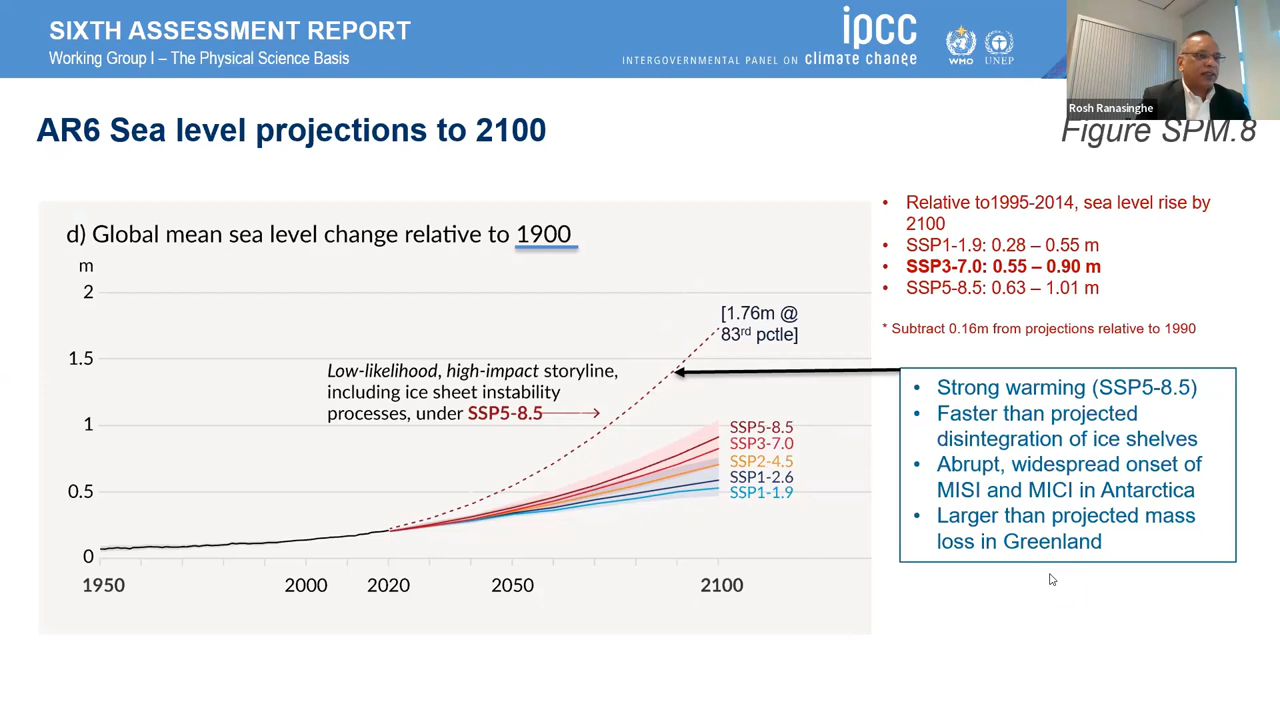 SIXTH ASSESSMENT REPORT
Working Group I – The Physical Science Basis
ipcc
INTERGOVERNMENTAL PANEL ON climate change
WMO
UNEP
Rosh Ranasinghe
AR6 Sea level projections to 2100
Figure SPM.8
d) Global mean sea level change relative to 1900
m
2
1.5
1
0.5
0
1950
2000
2020
2050
2100
[1.76m @
83rd pctle]
Low-likelihood, high-impact storyline,
including ice sheet instability
processes, under SSP5-8.5
SSP5-8.5
SSP3-7.0
SSP2-4.5
SSP1-2.6
SSP1-1.9
• Relative to1995-2014, sea level rise by
2100
• SSP1-1.9: 0.28 – 0.55 m
• SSP3-7.0: 0.55 – 0.90 m
• SSP5-8.5: 0.63 – 1.01 m
* Subtract 0.16m from projections relative to 1990
• Strong warming (SSP5-8.5)
• Faster than projected
disintegration of ice shelves
• Abrupt, widespread onset of
MISI and MICI in Antarctica
• Larger than projected mass
loss in Greenland